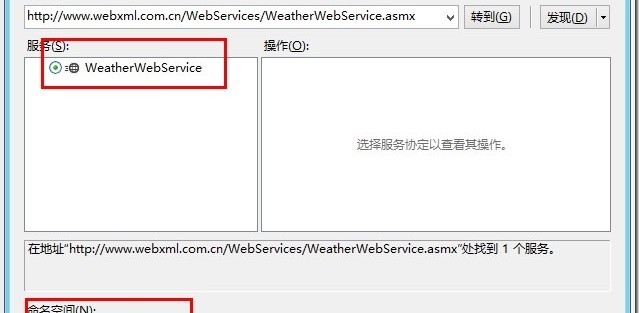 http://www.webxml.com.cn/WebServices/WeatherWebService.asmx 转到(G) 发现(D)
服务(S): 操作(O):
WeatherWebService
选择服务协定以查看其操作。
在地址“http://www.webxml.com.cn/WebServices/WeatherWebService.asmx”处找到 1 个服务。
命名空间(N):